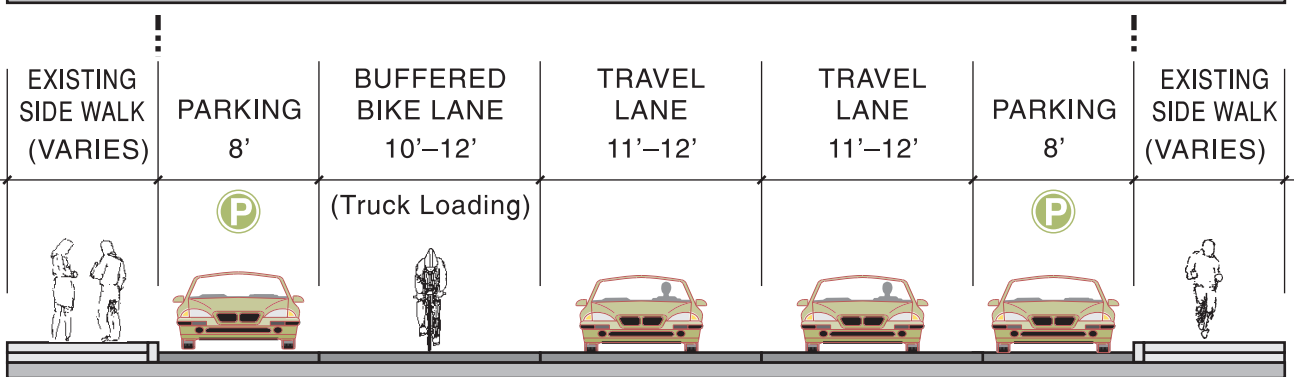 EXISTING
SIDE WALK
(VARIES)
PARKING
8’
BUFFERED
BIKE LANE
10’–12’
(Truck Loading)
TRAVEL
LANE
11’–12’
TRAVEL
LANE
11’–12’
PARKING
8’
EXISTING
SIDE WALK
(VARIES)
P
P